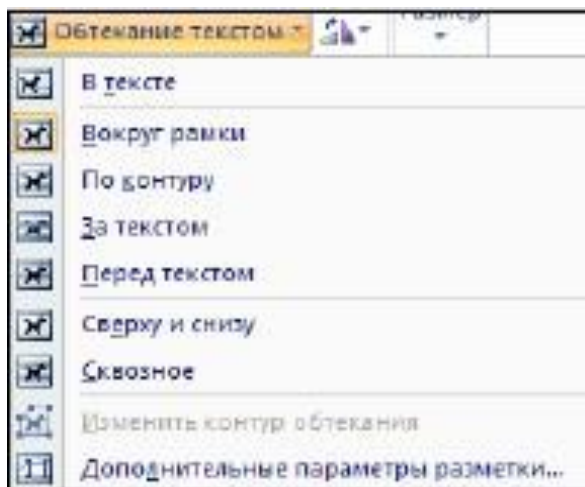 Обтекание текстом
Размер
В тексте
Вокруг рамки
По контуру
За текстом
Перед текстом
Сверху и снизу
Сквозное
Изменить контур обтекания
Дополнительные параметры разметки...